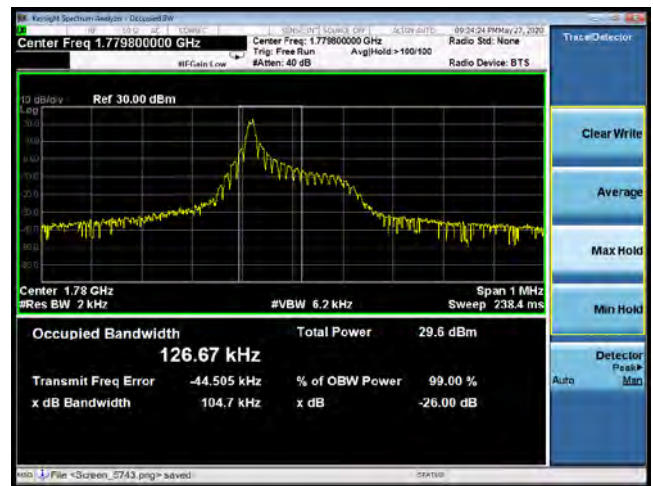 Keysight Spectrum Analyzer - Occupied BW
Center Freq 1.779800000 GHz
#IFGain:Low
Center Freq: 1.779800000 GHz
Trig: Free Run Avg|Hold:>100/100
#Atten: 40 dB
09:24:24 PM May 27, 2020
Radio Std: None
Radio Device: BTS
Trace/Detector
10 dB/div Ref 30.00 dBm
Log
Clear Write
Average
Max Hold
Min Hold
Center 1.78 GHz Span 1 MHz
#Res BW 2 kHz #VBW 6.2 kHz Sweep 238.4 ms
Occupied Bandwidth Total Power 29.6 dBm
126.67 kHz
Transmit Freq Error -44.505 kHz % of OBW Power 99.00 %
x dB Bandwidth 104.7 kHz x dB -26.00 dB
Detector
Peak▶
Auto Man
MSG File <Screen_5743.png> saved STATUS